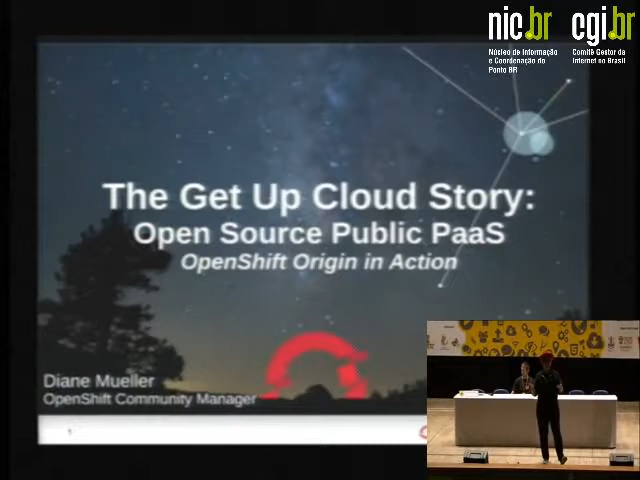 nic.br cgi.br
Núcleo de Informação
e Coordenação do
Ponto BR
Comitê Gestor da
Internet no Brasil
The Get Up Cloud Story:
Open Source Public PaaS
OpenShift Origin in Action
Diane Mueller
OpenShift Community Manager